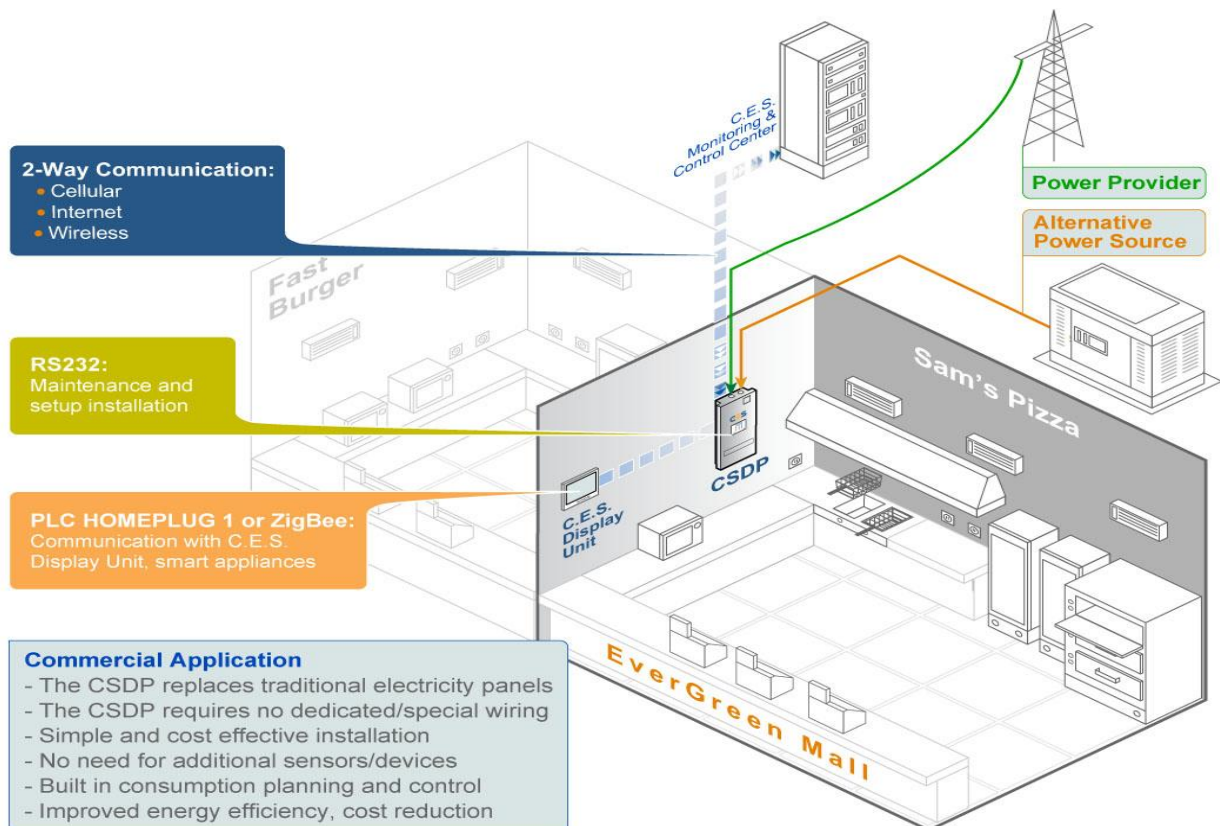 C.E.S.
Monitoring &
Control Center
2-Way Communication:
• Cellular
• Internet
• Wireless
Power Provider
Alternative
Power Source
Fast
Burger
RS232:
Maintenance and
setup installation
Sam's Pizza
CES
CSDP
PLC HOMEPLUG 1 or ZigBee:
Communication with C.E.S.
Display Unit, smart appliances
C.E.S.
Display
Unit
EverGreen Mall
Commercial Application
- The CSDP replaces traditional electricity panels
- The CSDP requires no dedicated/special wiring
- Simple and cost effective installation
- No need for additional sensors/devices
- Built in consumption planning and control
- Improved energy efficiency, cost reduction